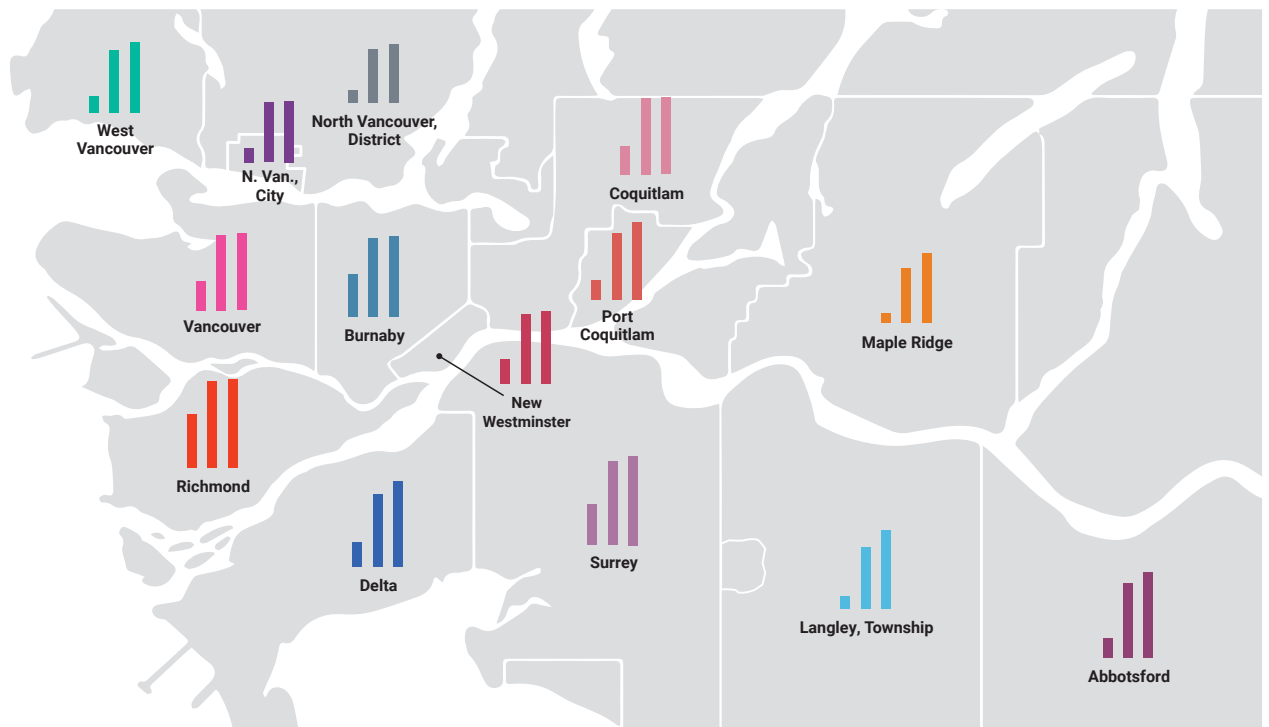 West
Vancouver
North Vancouver,
District
N. Van.,
City
Coquitlam
Vancouver
Burnaby
Port
Coquitlam
Maple Ridge
New
Westminster
Richmond
Delta
Surrey
Langley, Township
Abbotsford